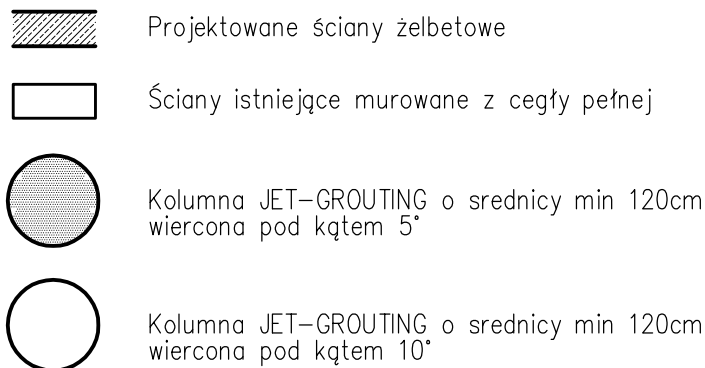 Projektowane ściany żelbetowe
Ściany istniejące murowane z cegły pełnej
Kolumna JET-GROUTING o srednicy min 120cm
wiercona pod kątem 5°
Kolumna JET-GROUTING o srednicy min 120cm
wiercona pod kątem 10°